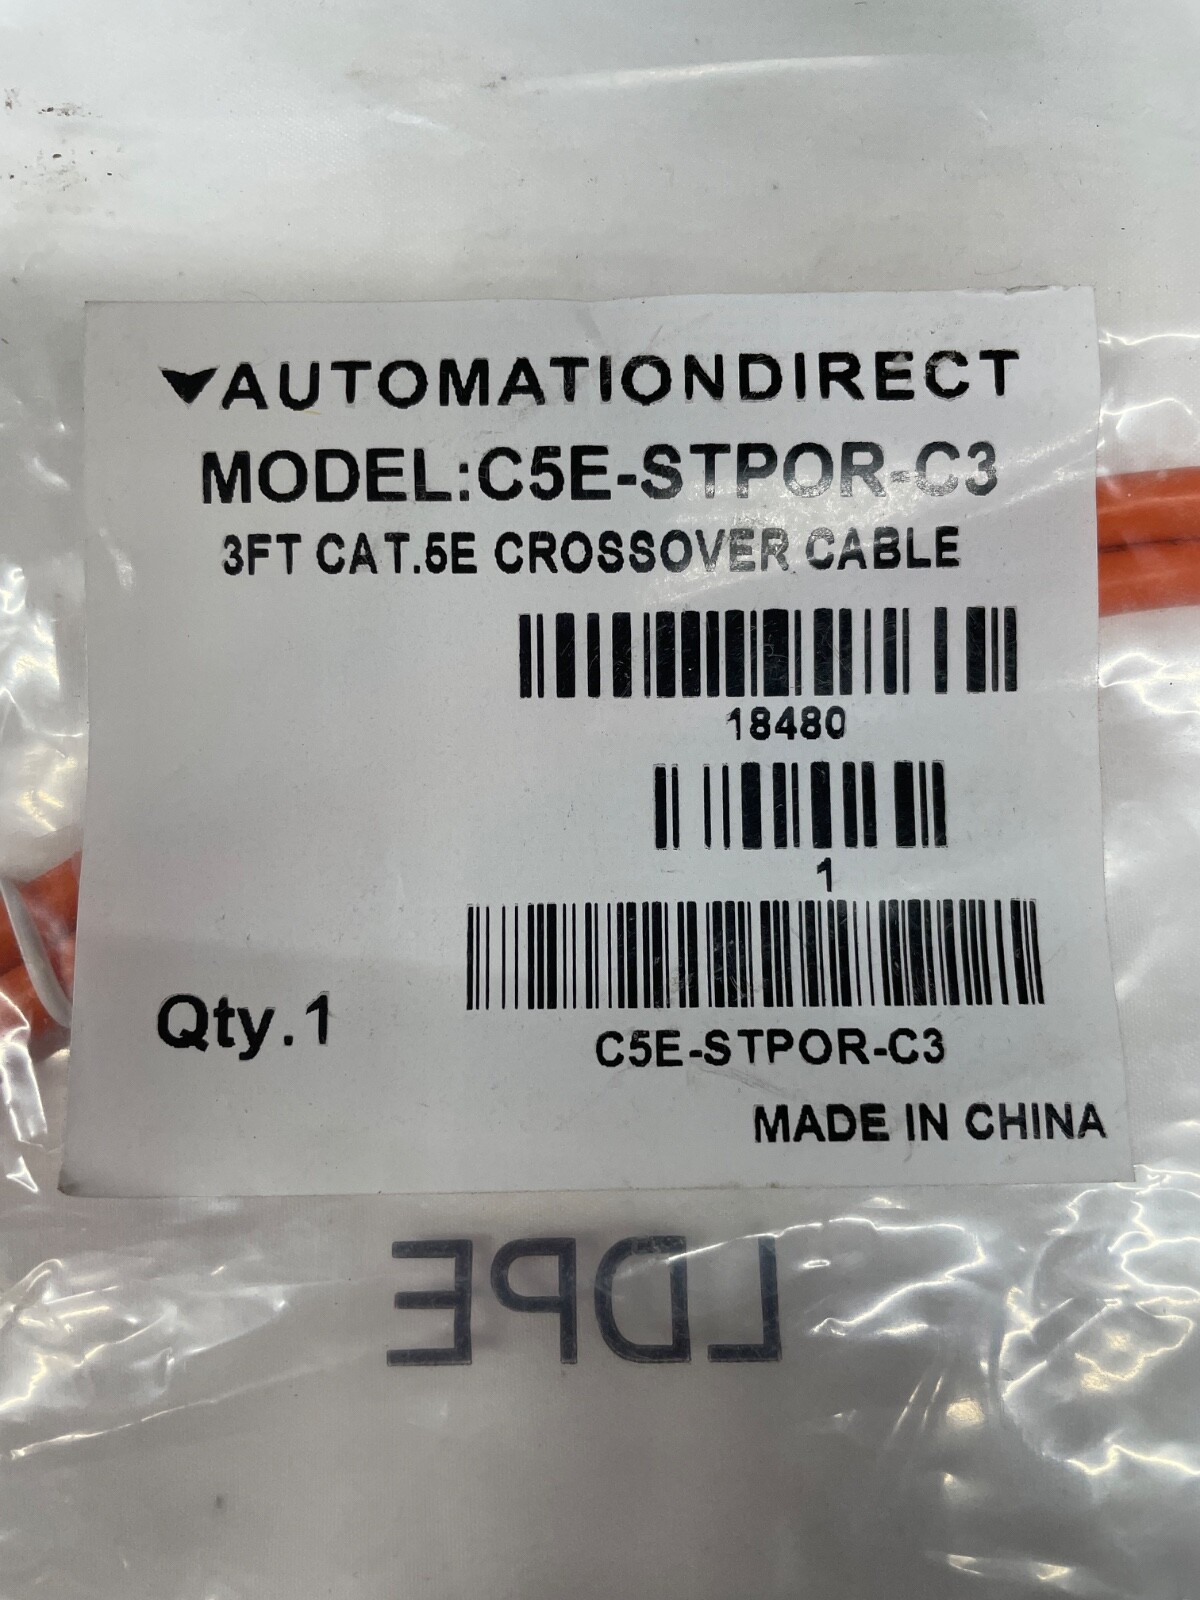 AUTOMATIONDIRECT
MODEL:C5E-STPOR-C3
3FT CAT.5E CROSSOVER CABLE
18480
1
Qty.1
C5E-STPOR-C3
MADE IN CHINA
LDPE